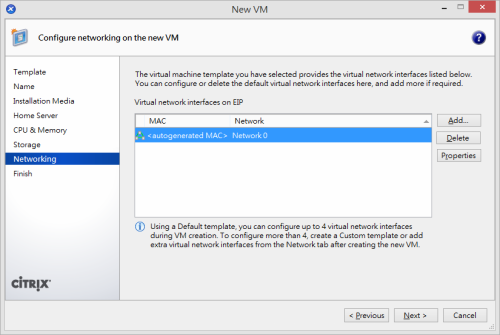 New VM
Configure networking on the new VM
?
Template
Name
Installation Media
Home Server
CPU & Memory
Storage
Networking
Finish
CITRIX
The virtual machine template you have selected provides the virtual network interfaces listed below.
You can configure or delete the default virtual network interfaces here, and add more if required.
Virtual network interfaces on EIP
MAC Network
<autogenerated MAC> Network 0
Add...
Delete
Properties
Using a Default template, you can configure up to 4 virtual network interfaces
during VM creation. To configure more than 4, create a Custom template or add
extra virtual network interfaces from the Network tab after creating the new VM.
< Previous Next > Cancel